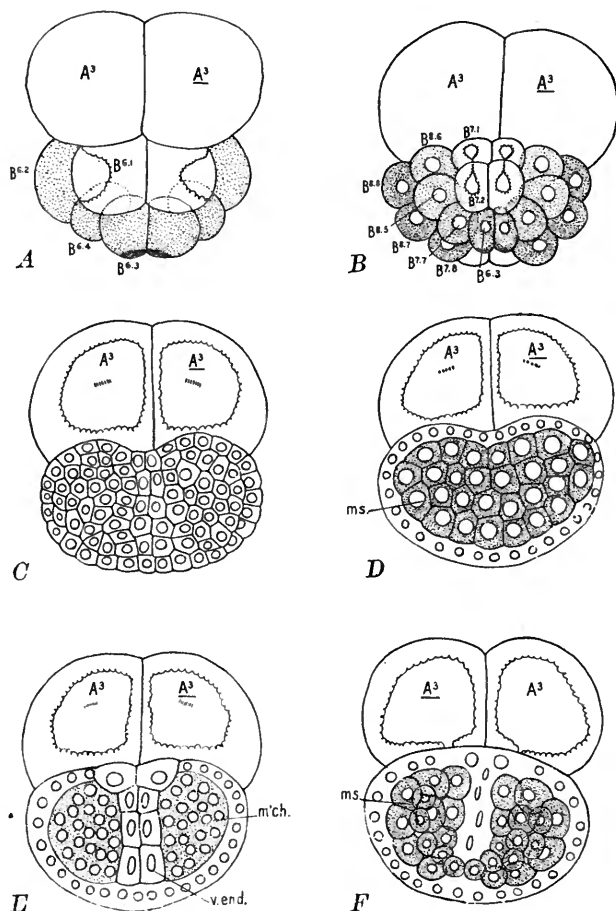 A³ A³
B⁶·² B⁶·¹
B⁶·⁴
B⁶·³
A
A³ A³
B⁸·⁶ B⁷·¹
B⁸·⁸
B⁷·²
B⁸·⁵
B⁸·⁷
B⁷·⁷
B⁷·⁸ B⁶·³
B
A³ A³
C
A³ A³
ms.
D
A³ A³
m'ch.
v.end.
E
A³ A³
ms.
F